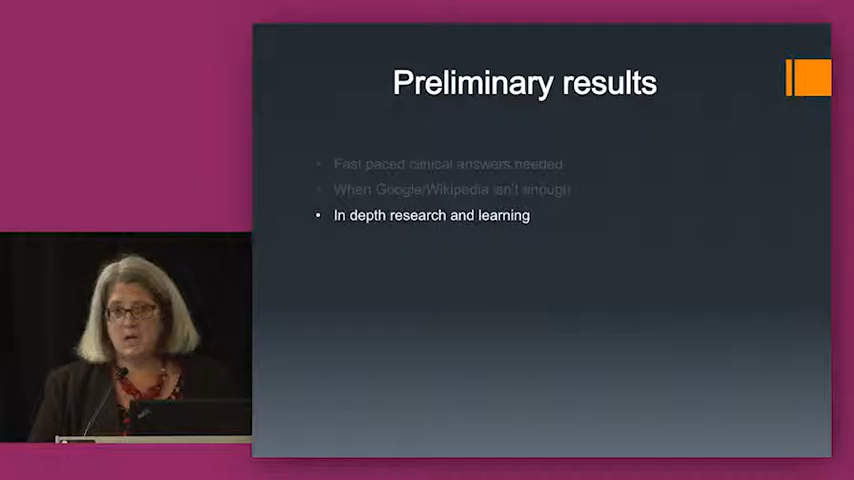 Preliminary results
• Fast paced clinical answers needed
• When Google/Wikipedia isn't enough
• In depth research and learning